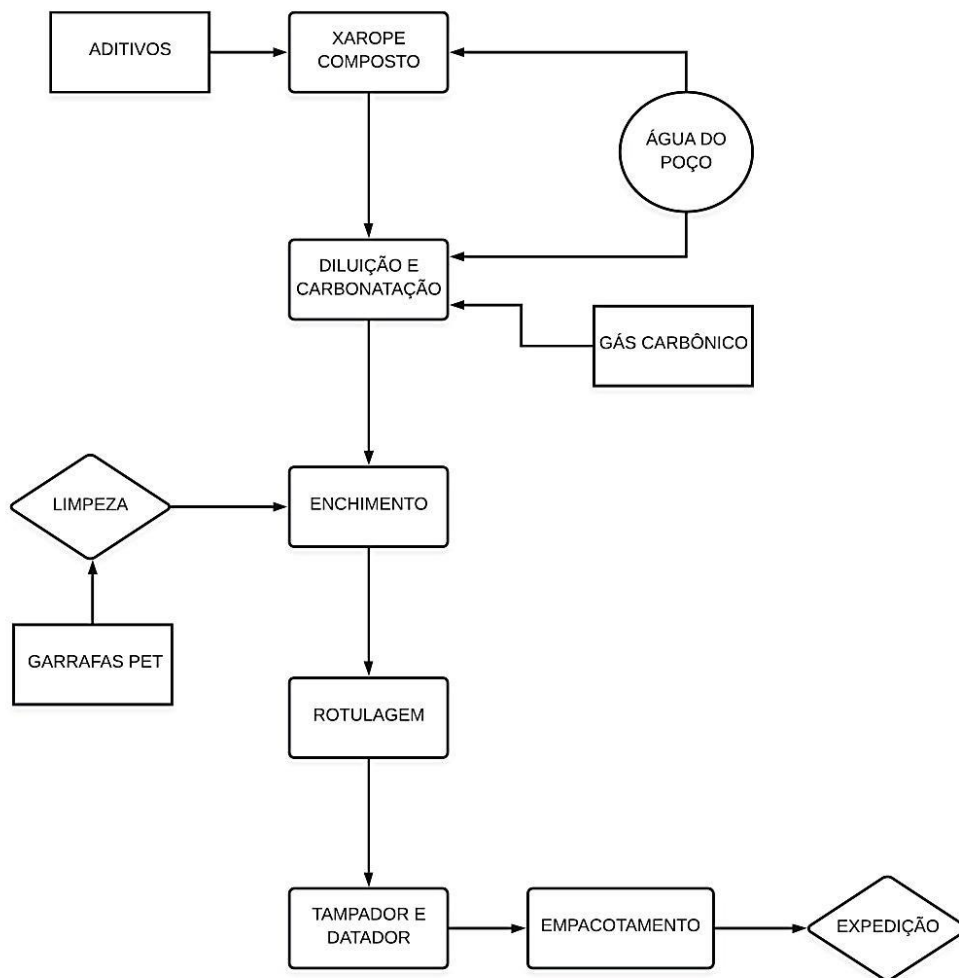 ADITIVOS
XAROPE
COMPOSTO
ÁGUA DO
POÇO
DILUIÇÃO E
CARBONATAÇÃO
GÁS CARBÔNICO
LIMPEZA
ENCHIMENTO
GARRAFAS PET
ROTULAGEM
TAMPADOR E
DATADOR
EMPACOTAMENTO
EXPEDIÇÃO